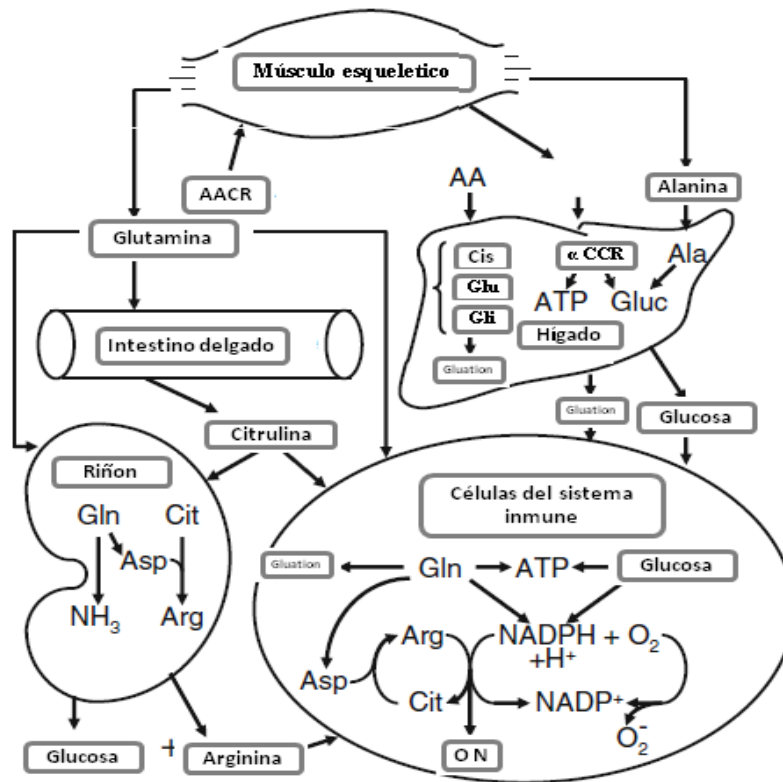 Músculo esqueletico
AACR
AA
Alanina
Glutamina
Cis
α CCR
Ala
Glu
ATP
Gluc
Gli
Hígado
Intestino delgado
Gluation
Gluation
Glucosa
Citrulina
Riñon
Células del sistema
inmune
Gln
Cit
Asp
NH₃
Arg
Gluation
Gln
ATP
Glucosa
Arg
NADPH + O₂
+H⁺
Asp
Cit
NADP⁺
O₂⁻
O N
Glucosa
+
Arginina